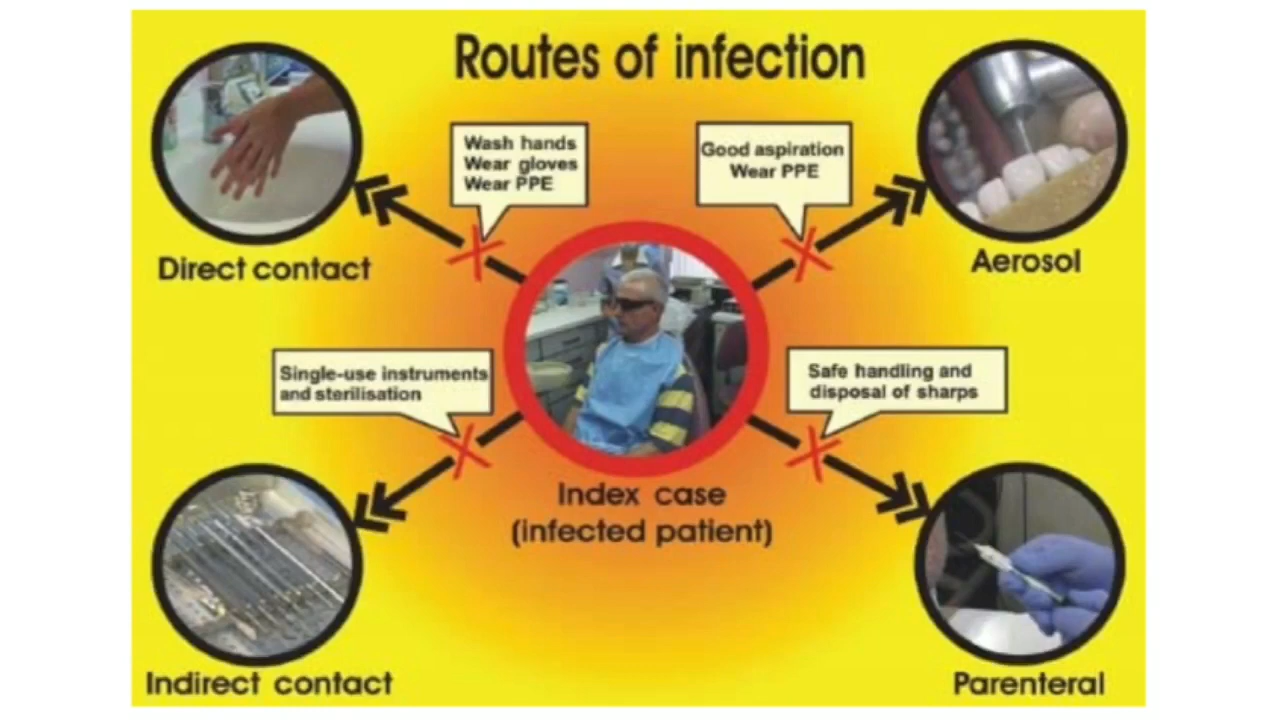 Routes of infection
Wash hands
Wear gloves
Wear PPE
Good aspiration
Wear PPE
Direct contact
Aerosol
Single-use instruments
and sterilisation
Safe handling and
disposal of sharps
Index case
(infected patient)
Indirect contact
Parenteral